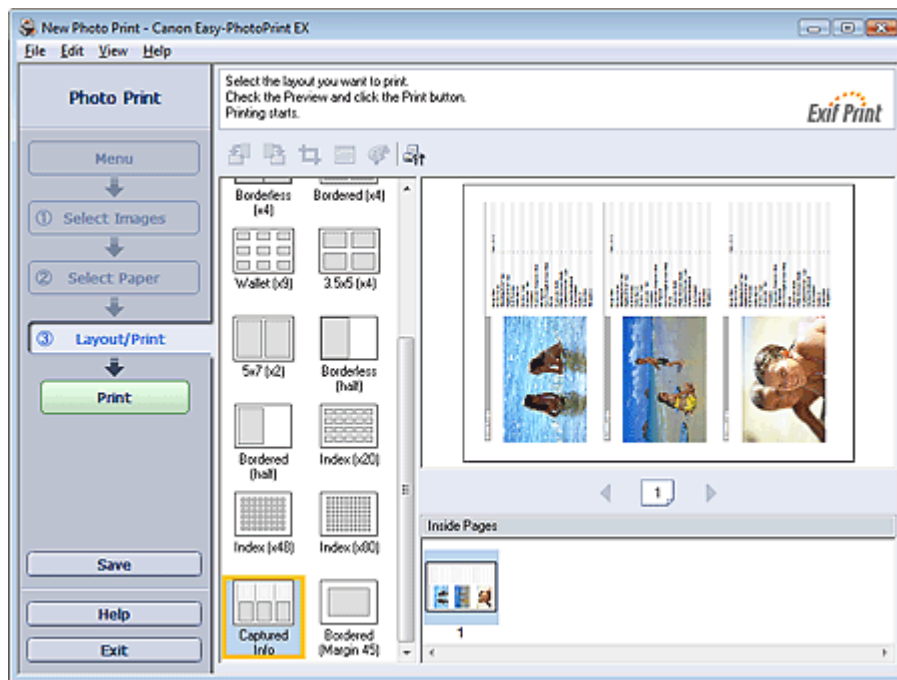 New Photo Print - Canon Easy-PhotoPrint EX
File Edit View Help
Photo Print
Select the layout you want to print.
Check the Preview and click the Print button.
Printing starts.
Exif Print
Menu
① Select Images
② Select Paper
③ Layout/Print
Print
Save
Help
Exit
Borderless (x4)
Bordered (x4)
Wallet (x9)
3.5x5 (x4)
5x7 (x2)
Borderless (half)
Bordered (half)
Index (x20)
Index (x48)
Index (x80)
Captured Info
Bordered (Margin 45)
1
Inside Pages
1